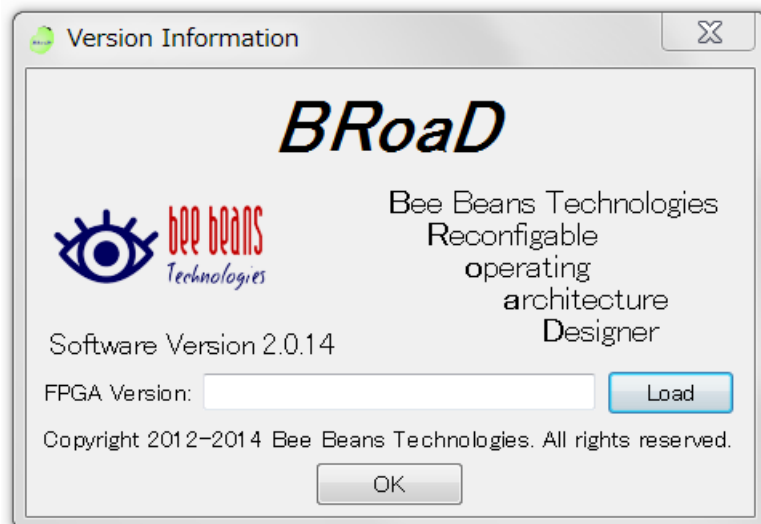 Version Information
BRoaD
bee beans
Technologies
Bee Beans Technologies
Reconfigable
operating
architecture
Designer
Software Version 2.0.14
FPGA Version:
Load
Copyright 2012-2014 Bee Beans Technologies. All rights reserved.
OK